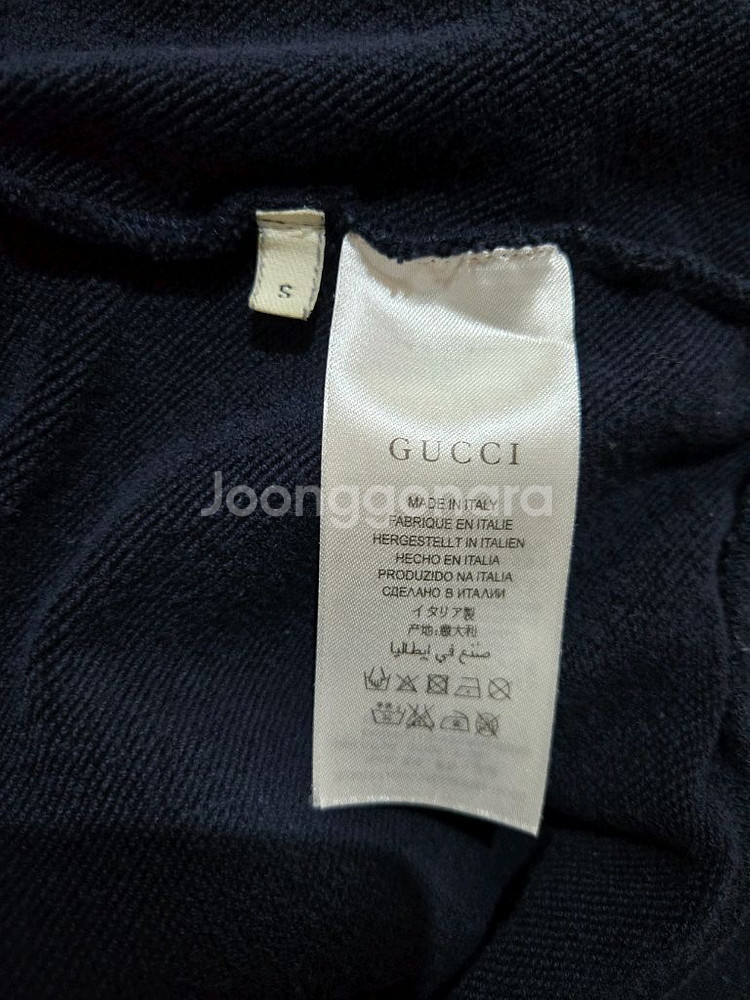 S
GUCCI
Joonggonara
MADE IN ITALY
FABRIQUE EN ITALIE
HERGESTELLT IN ITALIEN
HECHO EN ITALIA
PRODUZIDO NA ITALIA
СДЕЛАНО В ИТАЛИИ
イタリア製
产地:意大利
صنع في ايطاليا